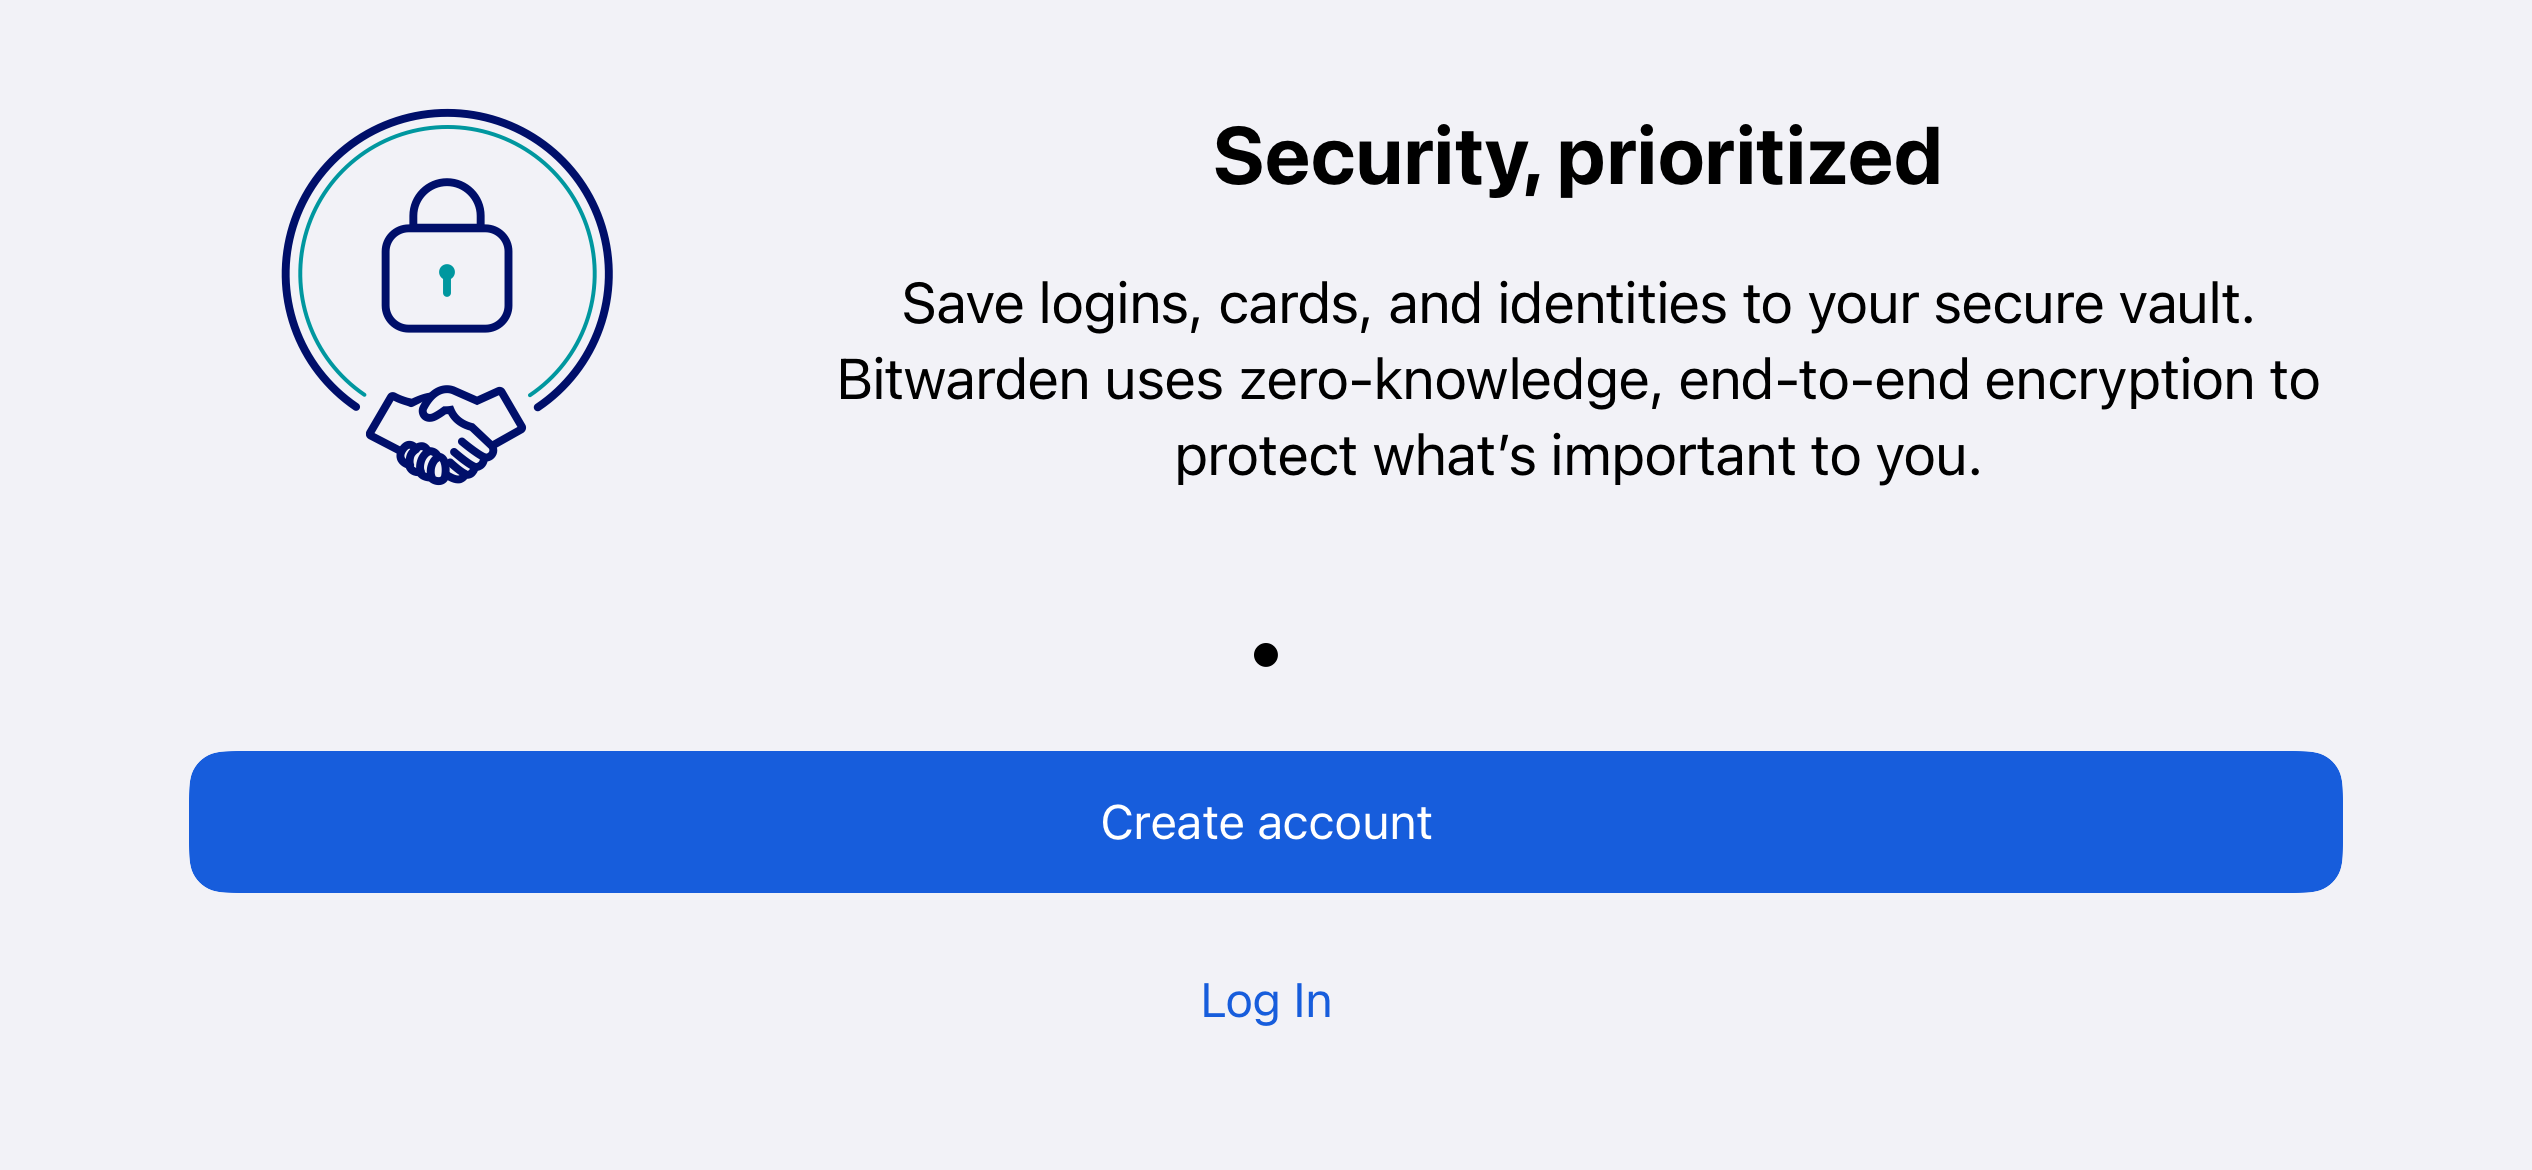 Security, prioritized
Save logins, cards, and identities to your secure vault.
Bitwarden uses zero-knowledge, end-to-end encryption to
protect what’s important to you.
Create account
Log In